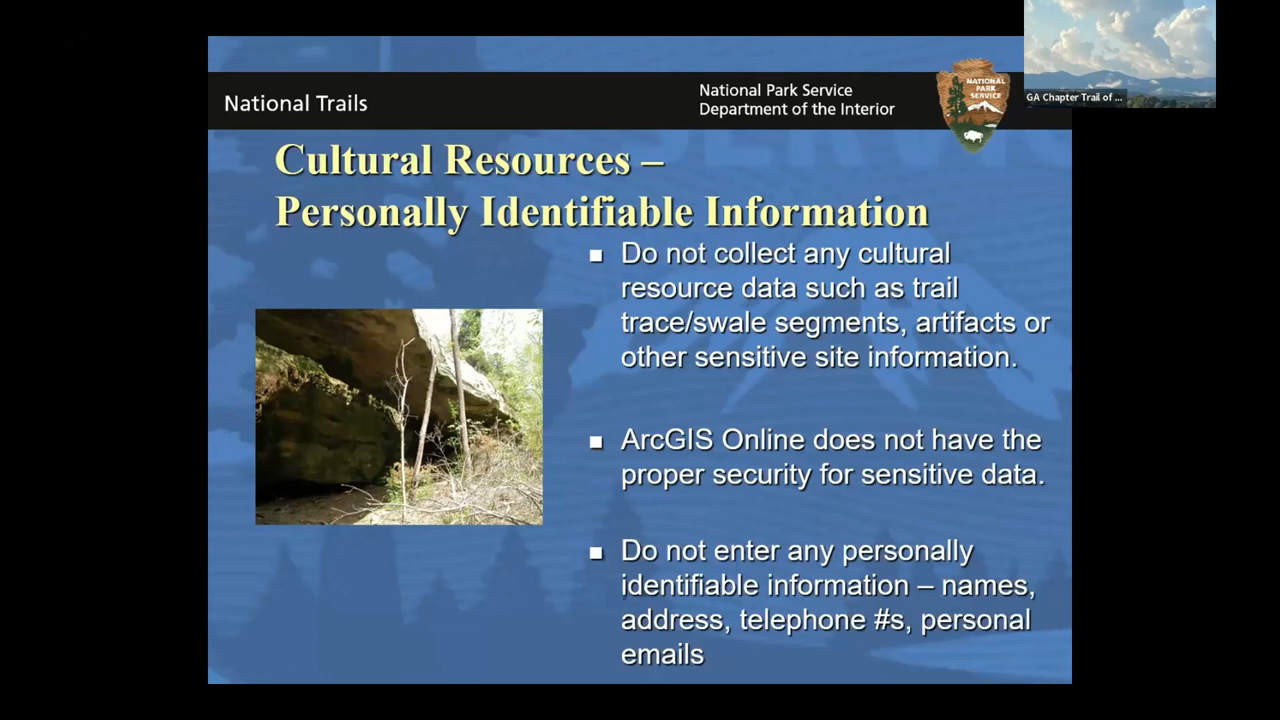 National Trails
National Park Service
Department of the Interior
NATIONAL
PARK
SERVICE
GA Chapter Trail of ...
Cultural Resources –
Personally Identifiable Information
■ Do not collect any cultural
resource data such as trail
trace/swale segments, artifacts or
other sensitive site information.
■ ArcGIS Online does not have the
proper security for sensitive data.
■ Do not enter any personally
identifiable information – names,
address, telephone #s, personal
emails